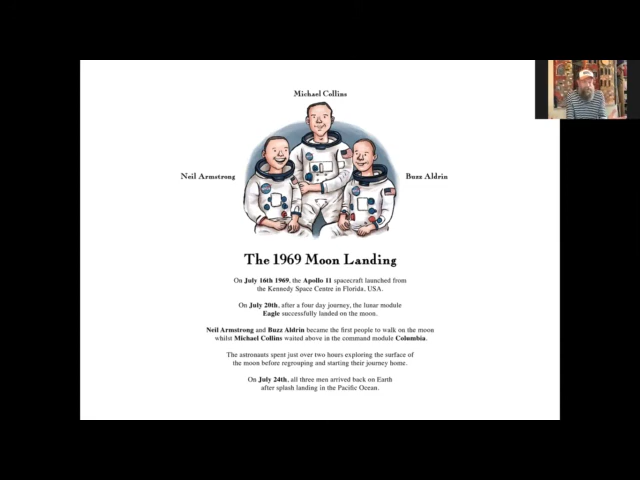 Michael Collins
Neil Armstrong
Buzz Aldrin
The 1969 Moon Landing
On July 16th 1969, the Apollo 11 spacecraft launched from
the Kennedy Space Centre in Florida, USA.
On July 20th, after a four day journey, the lunar module
Eagle successfully landed on the moon.
Neil Armstrong and Buzz Aldrin became the first people to walk on the moon
whilst Michael Collins waited above in the command module Columbia.
The astronauts spent just over two hours exploring the surface of
the moon before regrouping and starting their journey home.
On July 24th, all three men arrived back on Earth
after splash landing in the Pacific Ocean.